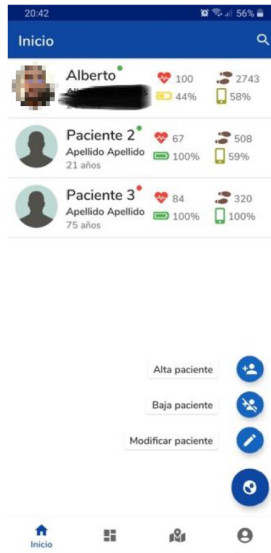 20:42 56%
Inicio
Alberto 100 2743
44% 58%
Paciente 2 67 508
Apellido Apellido 100% 59%
21 años
Paciente 3 84 320
Apellido Apellido 100% 100%
75 años
Alta paciente
Baja paciente
Modificar paciente
Inicio